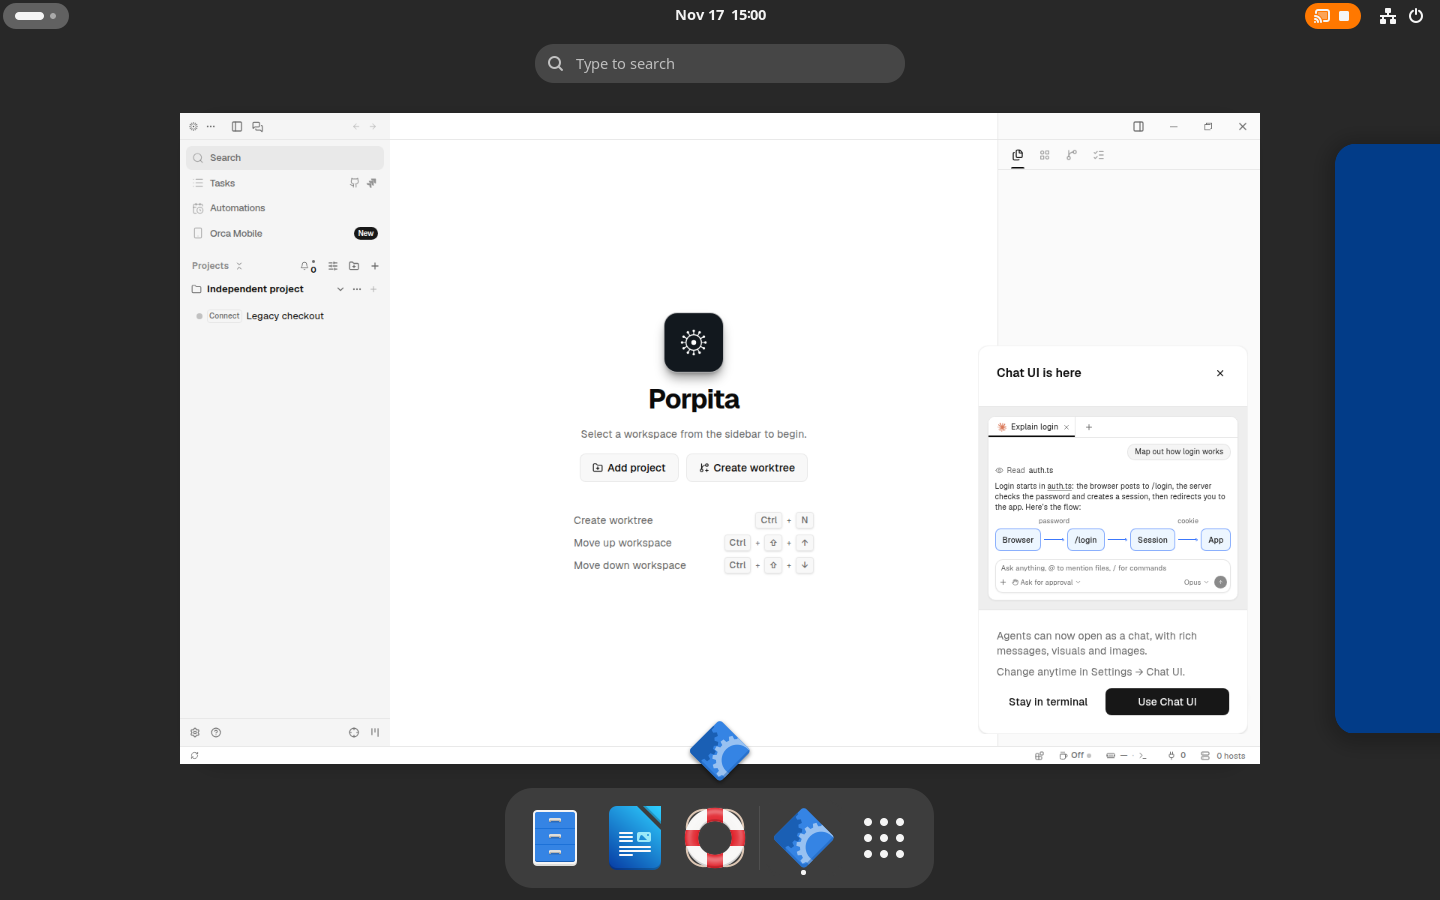 Nov 17 15:00
Type to search
Search
Tasks
Automations
Orca Mobile
New
Projects
0
Independent project
Connect
Legacy checkout
Porpita
Select a workspace from the sidebar to begin.
Add project
Create worktree
Create worktree
Ctrl + N
Move up workspace
Ctrl + ⇧ + ↑
Move down workspace
Ctrl + ⇧ + ↓
Chat UI is here
Explain login
Map out how login works
Read auth.ts
Login starts in auth.ts: the browser posts to /login, the server
checks the password and creates a session, then redirects you to
the app. Here's the flow:
password
cookie
Browser
/login
Session
App
Ask anything, @ to mention files, / for commands
Ask for approval
Opus
Agents can now open as a chat, with rich
messages, visuals and images.
Change anytime in Settings → Chat UI.
Stay in terminal
Use Chat UI
Off
0
0 hosts